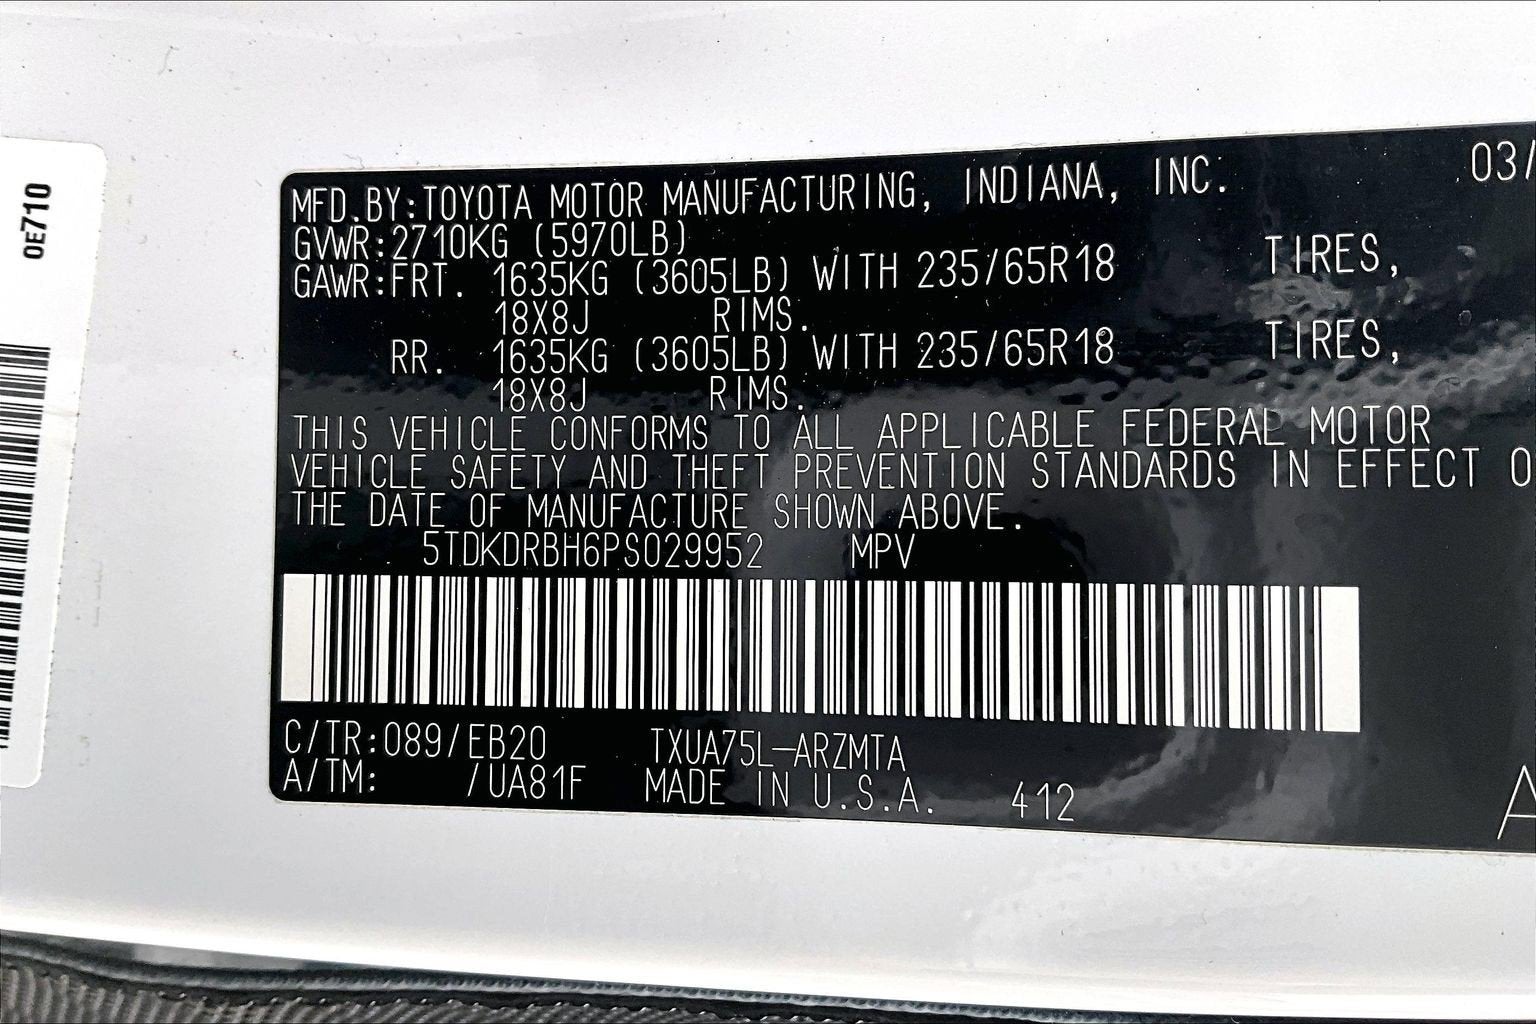 0E710
MFD.BY:TOYOTA MOTOR MANUFACTURING, INDIANA, INC. 03/
GVWR:2710KG (5970LB)
GAWR:FRT. 1635KG (3605LB) WITH 235/65R18 TIRES,
18X8J RIMS.
RR. 1635KG (3605LB) WITH 235/65R18 TIRES,
18X8J RIMS.
THIS VEHICLE CONFORMS TO ALL APPLICABLE FEDERAL MOTOR
VEHICLE SAFETY AND THEFT PREVENTION STANDARDS IN EFFECT O
THE DATE OF MANUFACTURE SHOWN ABOVE.
5TDKDRBH6PS029952 MPV
C/TR:089/EB20 TXUA75L-ARZMTA
A/TM: /UA81F MADE IN U.S.A. 412 A